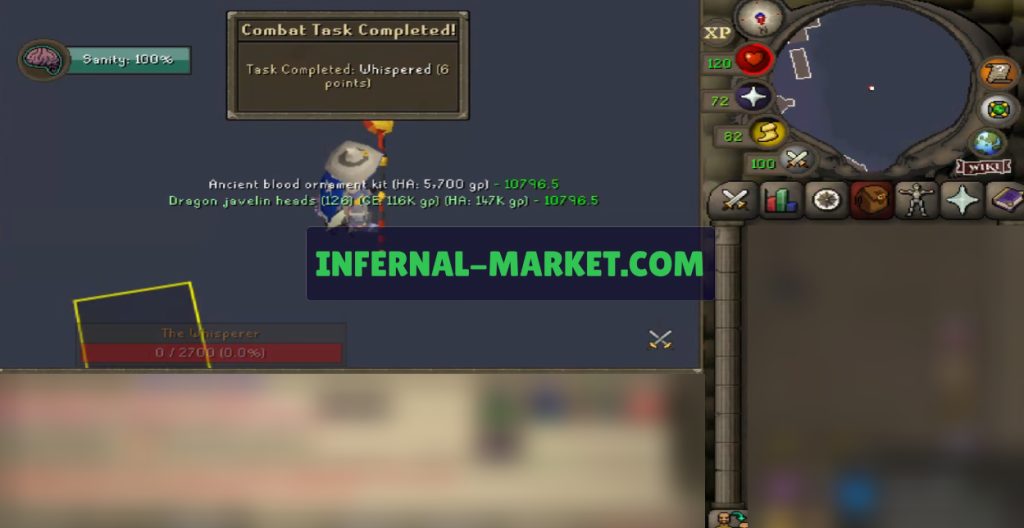 Combat Task Completed!
Sanity: 100%
Task Completed: Whispered (6
points)
XP
120
72
82
100
WIKI
Ancient blood ornament kit (HA: 5,700 gp) - 10796.5
Dragon javelin heads (126) (GE 116K gp) (HA: 147K gp) - 10796.5
INFERNAL-MARKET.COM
The Whisperer
0 / 2700 (0.0%)